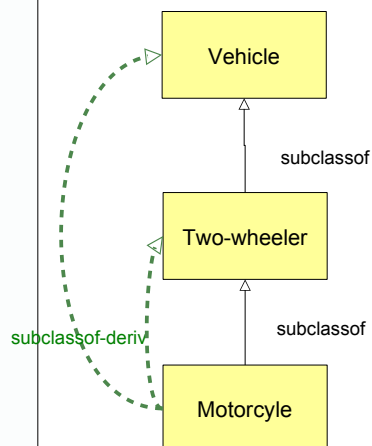 Vehicle
subclassof
Two-wheeler
subclassof
subclassof-deriv
Motorcyle